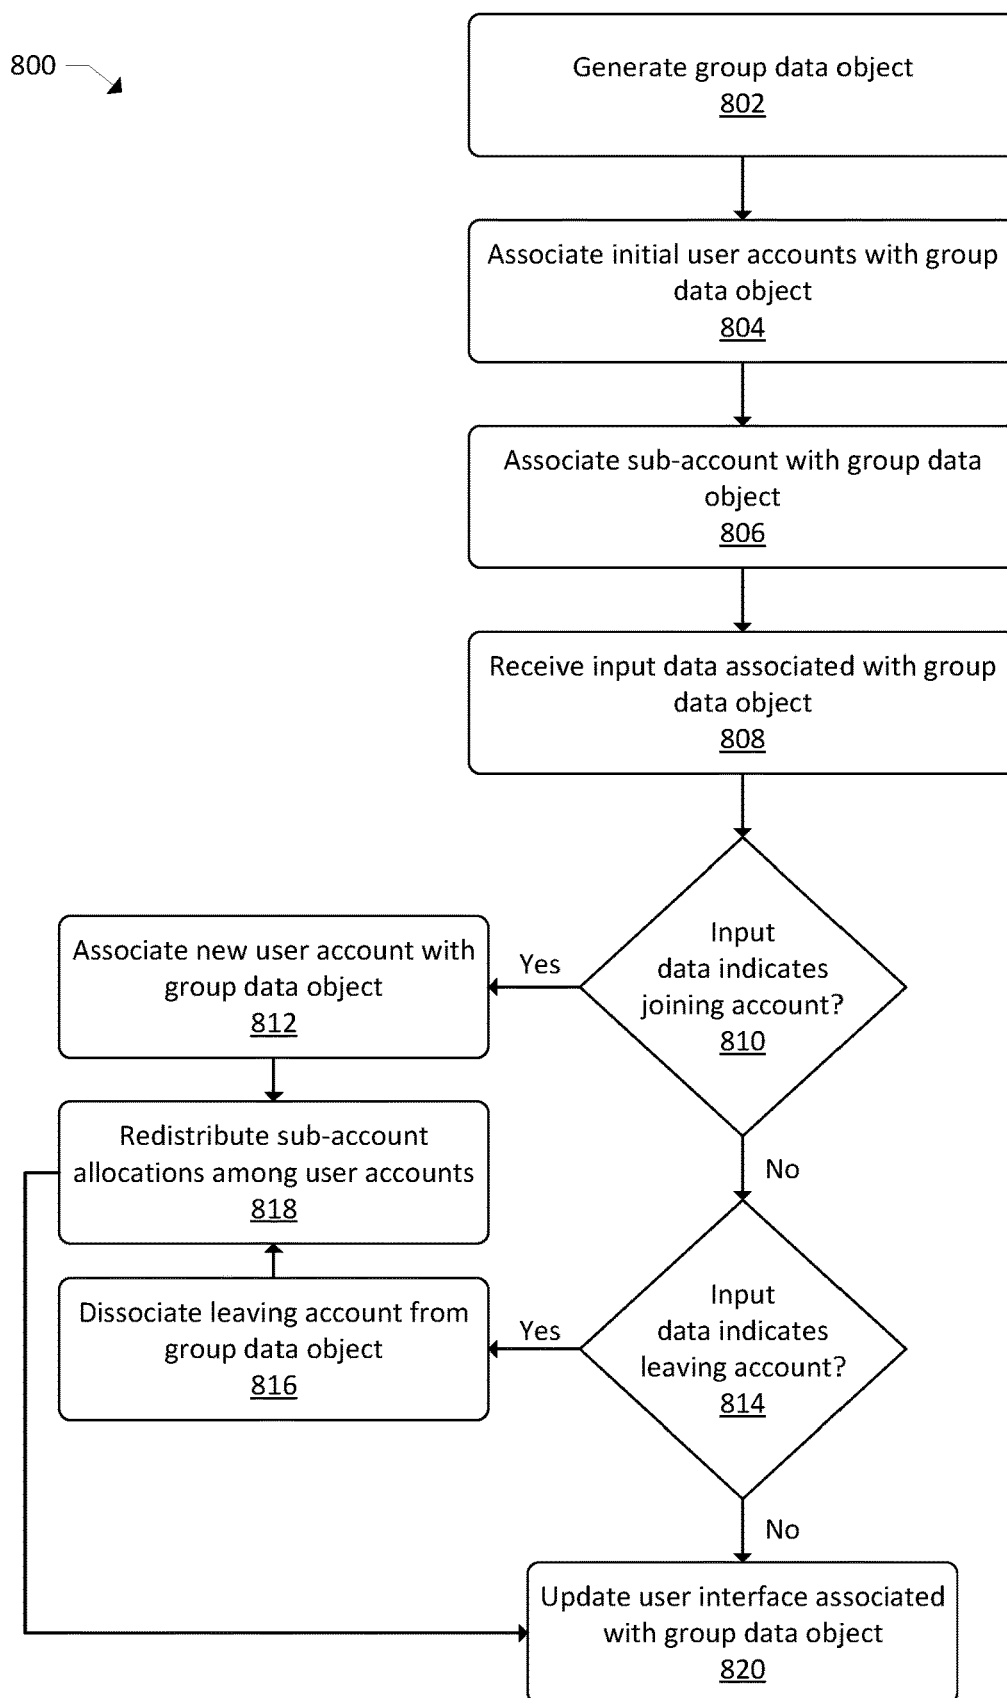 800
Generate group data object
802
Associate initial user accounts with group
data object
804
Associate sub-account with group data
object
806
Receive input data associated with group
data object
808
Input
data indicates
joining account?
810
Yes
Associate new user account with
group data object
812
No
Redistribute sub-account
allocations among user accounts
818
Input
data indicates
leaving account?
814
Yes
Dissociate leaving account from
group data object
816
No
Update user interface associated
with group data object
820